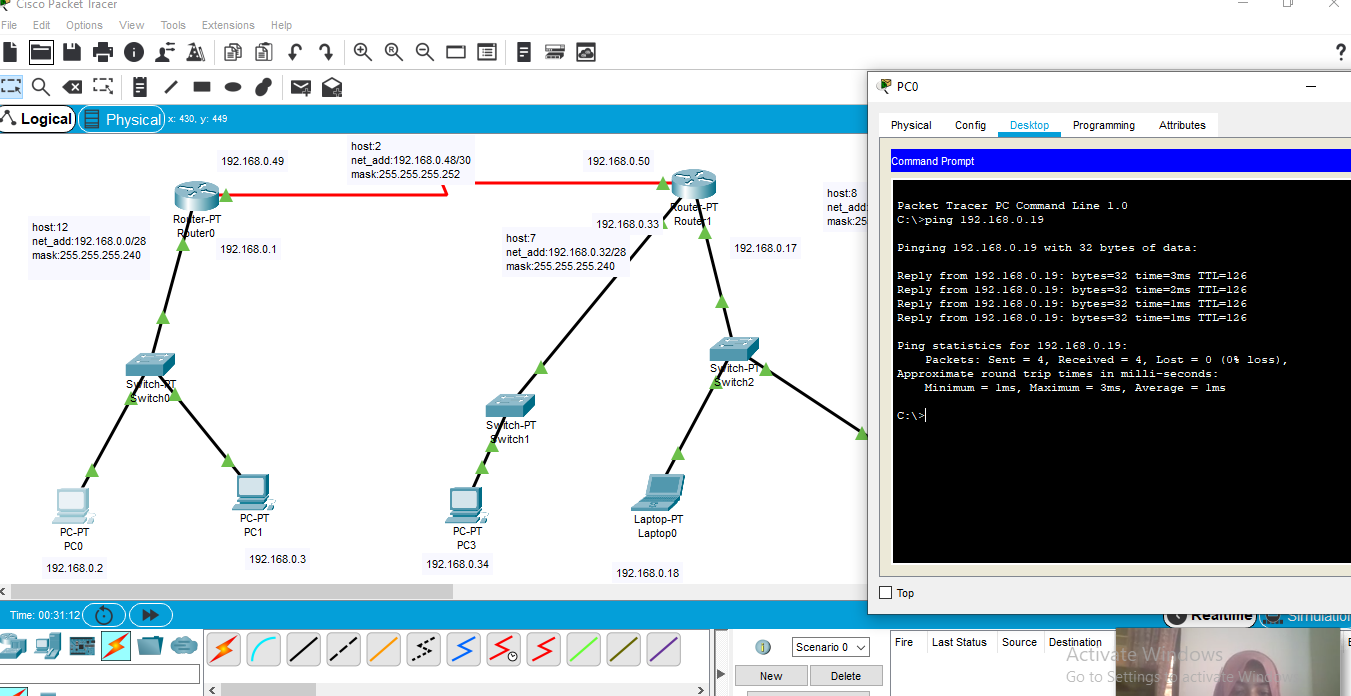 Cisco Packet Tracer
File Edit Options View Tools Extensions Help
?
Logical Physical x: 430, y: 449
192.168.0.49
host:2
net_add:192.168.0.48/30
mask:255.255.255.252
192.168.0.50
Router-PT
Router0
Router-PT
Router1
host:12
net_add:192.168.0.0/28
mask:255.255.255.240
192.168.0.1
192.168.0.33
host:7
net_add:192.168.0.32/28
mask:255.255.255.240
192.168.0.17
host:8
net_add
mask:25
Switch-PT
Switch0
Switch-PT
Switch1
Switch-PT
Switch2
PC-PT
PC0
192.168.0.2
PC-PT
PC1
192.168.0.3
PC-PT
PC3
192.168.0.34
Laptop-PT
Laptop0
192.168.0.18
PC0
Physical Config Desktop Programming Attributes
Command Prompt
Packet Tracer PC Command Line 1.0
C:\>ping 192.168.0.19
Pinging 192.168.0.19 with 32 bytes of data:
Reply from 192.168.0.19: bytes=32 time=3ms TTL=126
Reply from 192.168.0.19: bytes=32 time=2ms TTL=126
Reply from 192.168.0.19: bytes=32 time=1ms TTL=126
Reply from 192.168.0.19: bytes=32 time=1ms TTL=126
Ping statistics for 192.168.0.19:
Packets: Sent = 4, Received = 4, Lost = 0 (0% loss),
Approximate round trip times in milli-seconds:
Minimum = 1ms, Maximum = 3ms, Average = 1ms
C:\>
Top
Time: 00:31:12
Realtime Simulation
Scenario 0
New Delete
Fire Last Status Source Destination
Activate Windows
Go to Settings to activate Windows